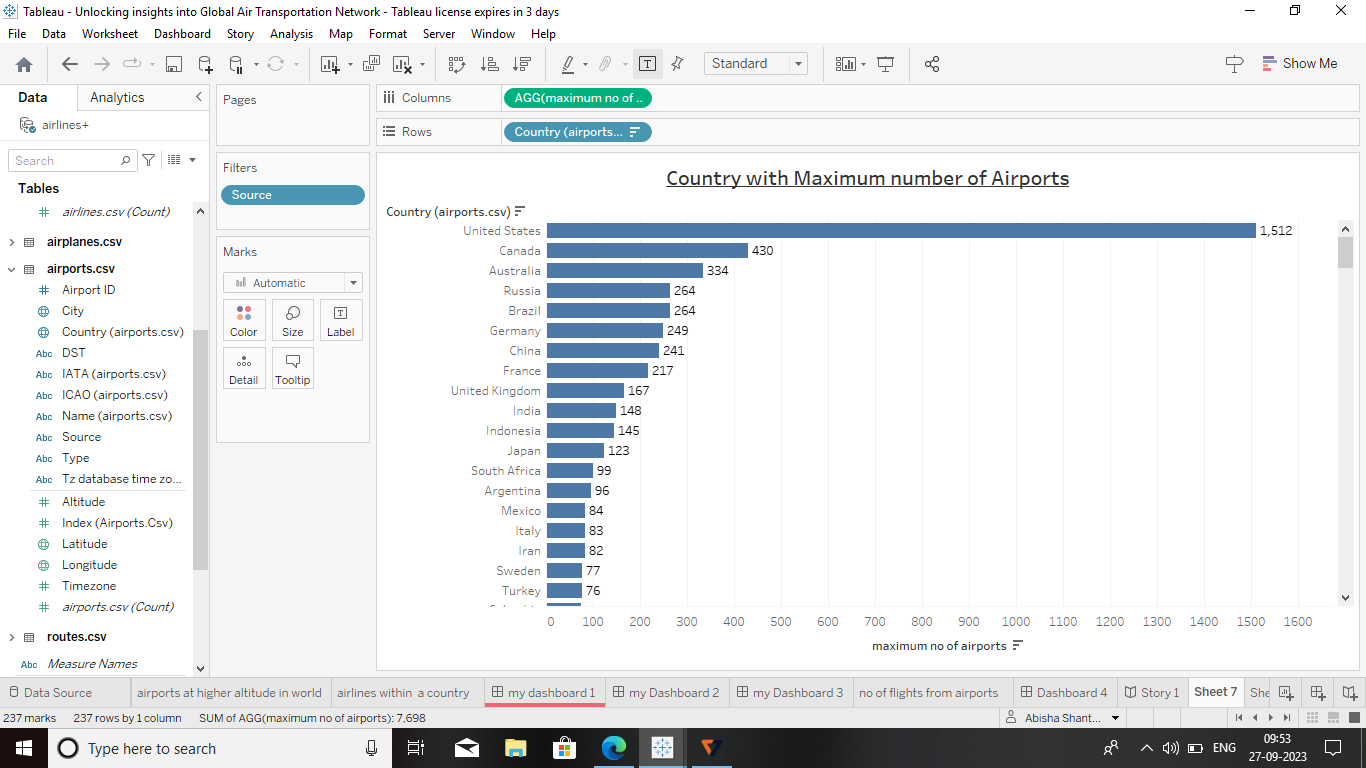 Tableau - Unlocking insights into Global Air Transportation Network - Tableau license expires in 3 days
File Data Worksheet Dashboard Story Analysis Map Format Server Window Help
Standard
Show Me
Data Analytics
airlines+
Search
Tables
airlines.csv (Count)
airplanes.csv
airports.csv
Airport ID
City
Country (airports.csv)
Abc DST
Abc IATA (airports.csv)
Abc ICAO (airports.csv)
Abc Name (airports.csv)
Abc Source
Abc Type
Abc Tz database time zo...
Altitude
Index (Airports.Csv)
Latitude
Longitude
Timezone
airports.csv (Count)
routes.csv
Abc Measure Names
Pages
Filters
Source
Marks
Automatic
Color Size Label
Detail Tooltip
Columns AGG(maximum no of ..
Rows Country (airports...
Country with Maximum number of Airports
Country (airports.csv)
United States 1,512
Canada 430
Australia 334
Russia 264
Brazil 264
Germany 249
China 241
France 217
United Kingdom 167
India 148
Indonesia 145
Japan 123
South Africa 99
Argentina 96
Mexico 84
Italy 83
Iran 82
Sweden 77
Turkey 76
0 100 200 300 400 500 600 700 800 900 1000 1100 1200 1300 1400 1500 1600
maximum no of airports
Data Source airports at higher altitude in world airlines within a country my dashboard 1 my Dashboard 2 my Dashboard 3 no of flights from airports Dashboard 4 Story 1 Sheet 7 She
237 marks 237 rows by 1 column SUM of AGG(maximum no of airports): 7,698 Abisha Shant...
Type here to search
ENG
09:53
27-09-2023